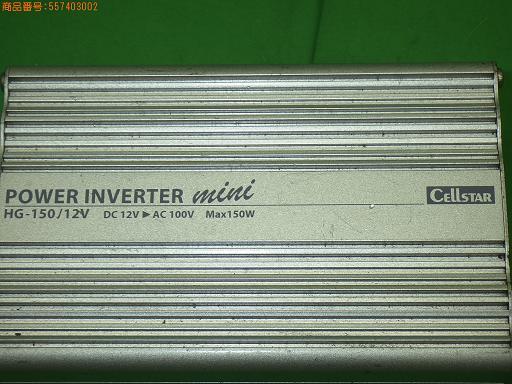 商品番号:557403002
POWER INVERTER mini
HG-150/12V DC 12V ▶ AC 100V Max150W
CELLSTAR